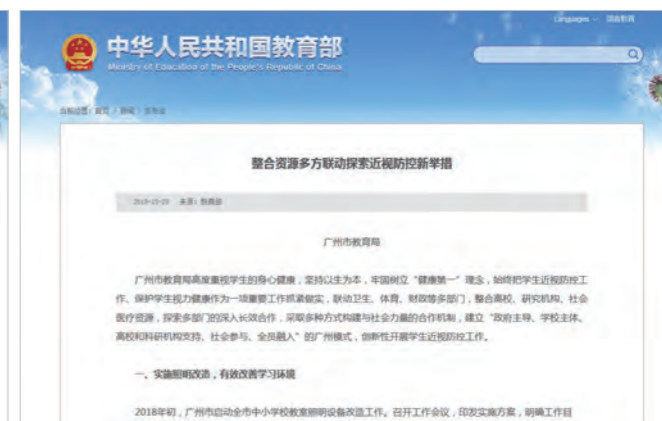 Languages 
中华人民共和国教育部
Ministry of Education of the People's Republic of China
当前位置：首页 > 新闻 >
整合资源多方联动探索近视防控新举措
来源：教育部
广州市教育局
广州市教育局高度重视学生的身心健康，坚持以生为本，牢固树立“健康第一”理念，始终把学生近视防控工
作、保护学生视力健康作为一项重要工作抓紧做实，联动卫生、体育、财政等多部门，整合高校、研究机构、社会
医疗资源，探索多部门的深入长效合作，采取多种方式构建与社会力量的合作机制，建立“政府主导、学校主体、
高校和科研机构支持、社会参与、全员融入”的广州模式，创新性开展学生近视防控工作。
一、实施照明改造，有效改善学习环境
2018年初，广州市启动全市中小学校教室照明设备改造工作。召开工作会议，印发实施方案，明确工作目